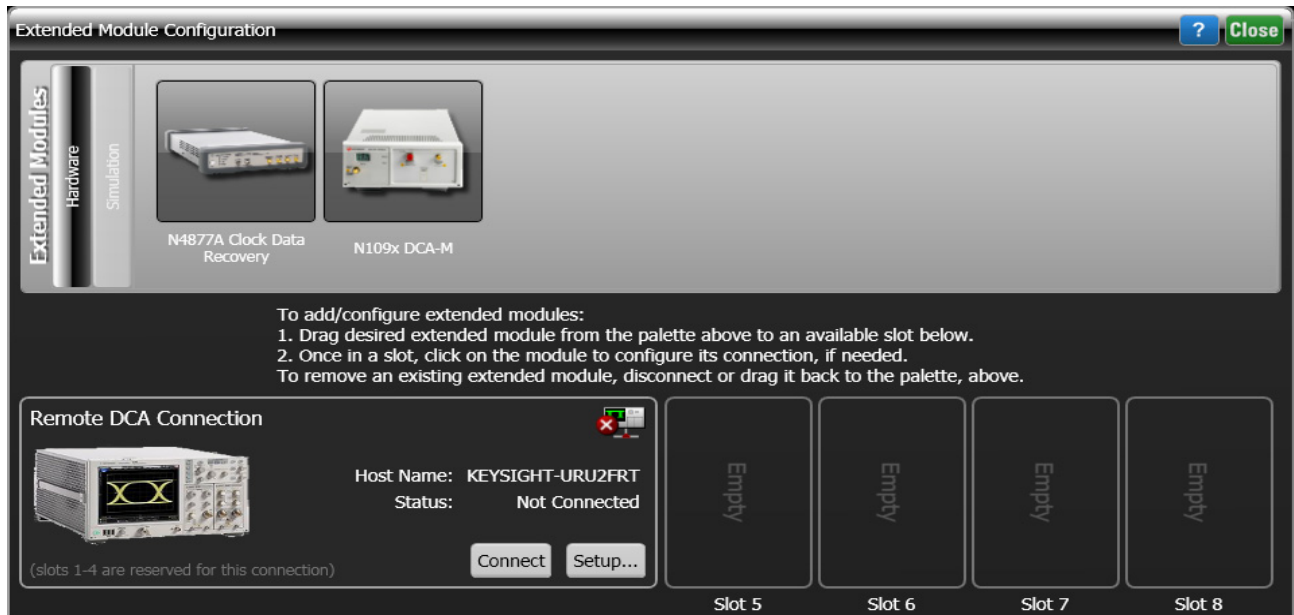 Extended Module Configuration
? Close
Extended Modules
Hardware
Simulation
N4877A Clock Data
Recovery
N109x DCA-M
To add/configure extended modules:
1. Drag desired extended module from the palette above to an available slot below.
2. Once in a slot, click on the module to configure its connection, if needed.
To remove an existing extended module, disconnect or drag it back to the palette, above.
Remote DCA Connection
Host Name: KEYSIGHT-URU2FRT
Status: Not Connected
(slots 1-4 are reserved for this connection)
Connect Setup...
Empty
Empty
Empty
Empty
Slot 5 Slot 6 Slot 7 Slot 8